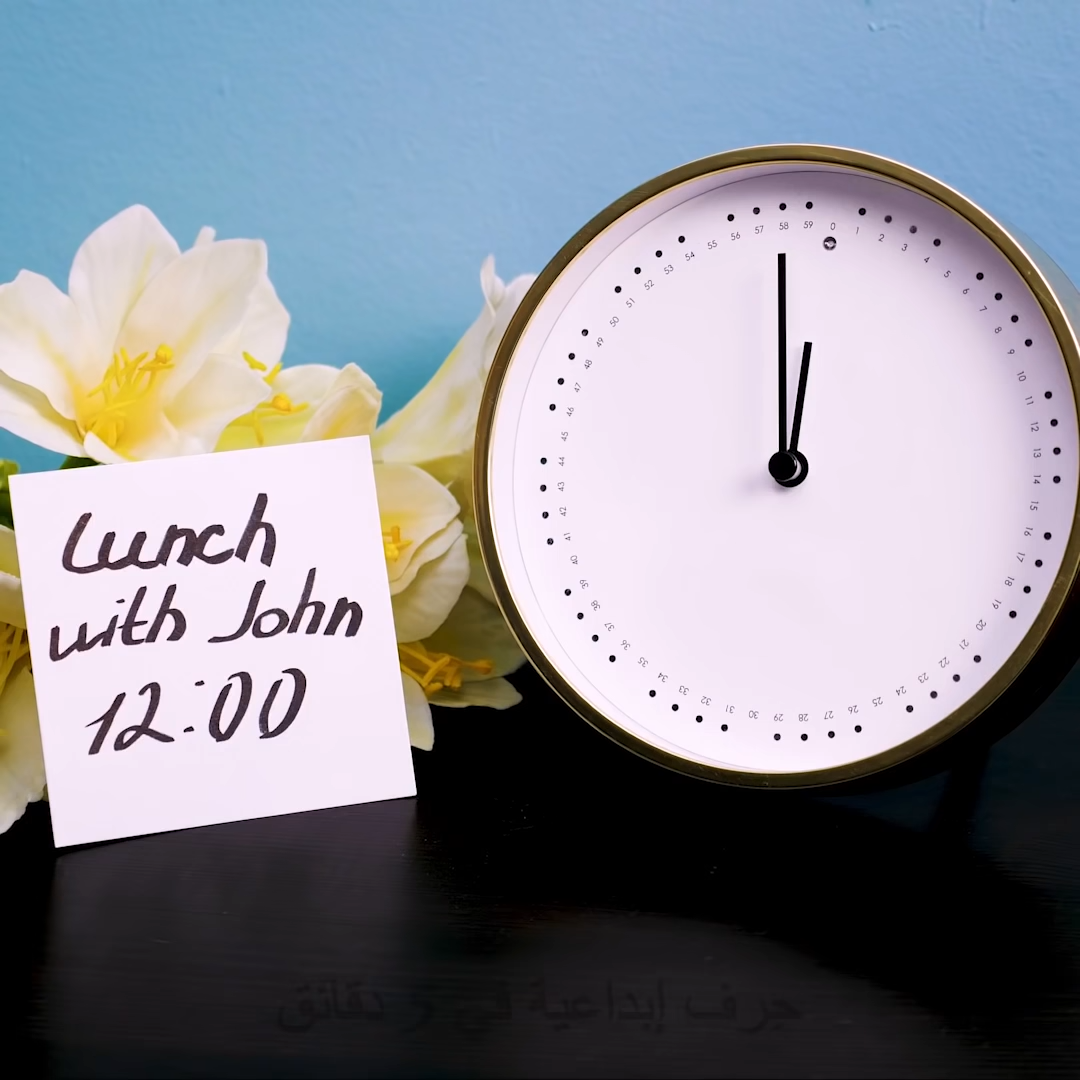 Lunch
with John
12:00
0 1 2 3 4 5 6 7 8 9 10 11 12 13 14 15 16 17 18 19 20 21 22 23 24 25 26 27 28 29 30 31 32 33 34 35 36 37 38 39 40 41 42 43 44 45 46 47 48 49 50 51 52 53 54 55 56 57 58 59
حرف إبداعية في ٥ دقائق